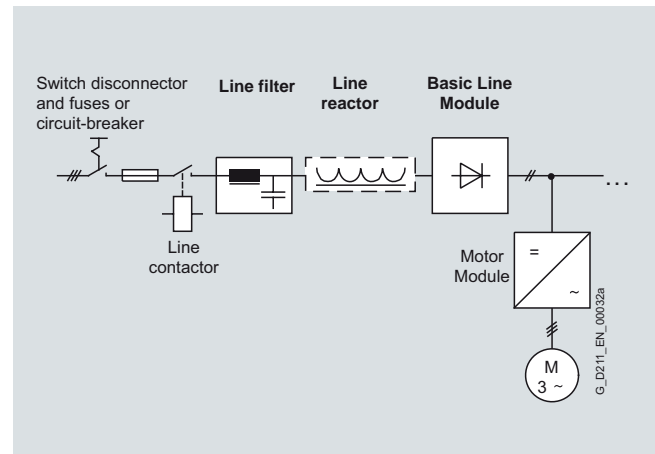 Switch disconnector
and fuses or
circuit-breaker
Line filter
Line
reactor
Basic Line
Module
...
Line
contactor
Motor
Module
=
~
M
3 ~
G_D211_EN_00032a